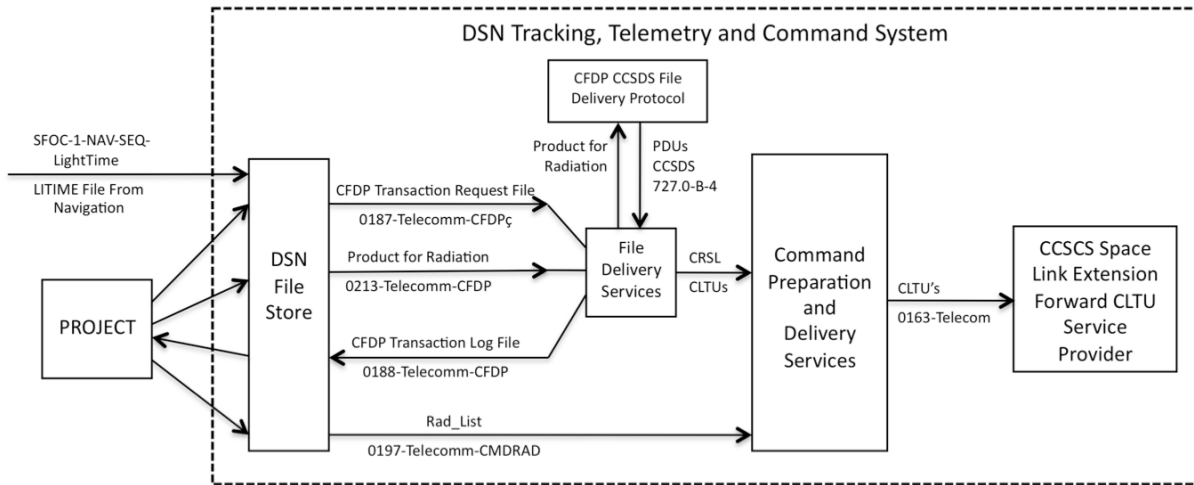 DSN Tracking, Telemetry and Command System
CFDP CCSDS File
Delivery Protocol
SFOC-1-NAV-SEQ-
LightTime
LITIME File From
Navigation
Product for
Radiation
PDUs
CCSDS
727.0-B-4
CFDP Transaction Request File
0187-Telecomm-CFDPç
DSN
File
Store
Product for Radiation
0213-Telecomm-CFDP
File
Delivery
Services
CRSL
CLTUs
Command
Preparation
and
Delivery
Services
CLTU’s
0163-Telecom
CCSCS Space
Link Extension
Forward CLTU
Service
Provider
PROJECT
CFDP Transaction Log File
0188-Telecomm-CFDP
Rad_List
0197-Telecomm-CMDRAD